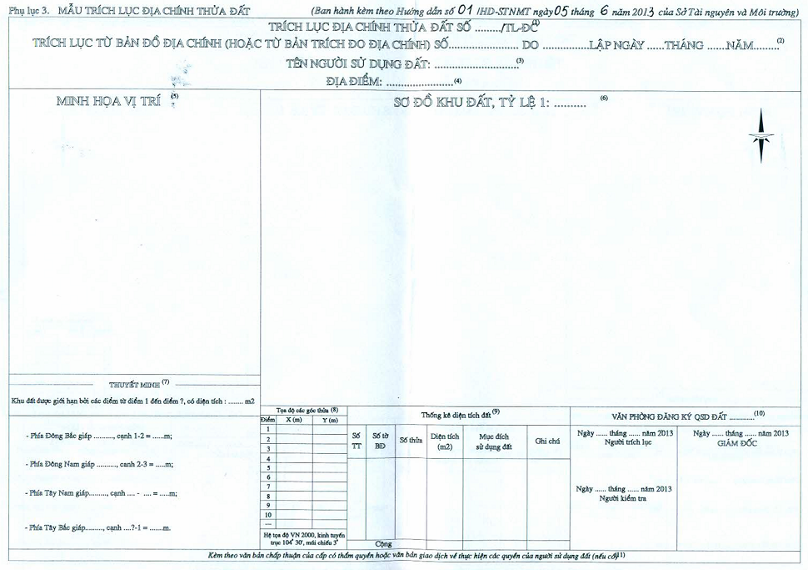 Phụ lục 3. MẪU TRÍCH LỤC ĐỊA CHÍNH THỬA ĐẤT (Ban hành kèm theo Hướng dẫn số 01 /HD-STNMT ngày 05 tháng 6 năm 2013 của Sở Tài nguyên và Môi trường)
TRÍCH LỤC ĐỊA CHÍNH THỬA ĐẤT SỐ ......../TL-ĐC (1)
TRÍCH LỤC TỪ BẢN ĐỒ ĐỊA CHÍNH (HOẶC TỪ BẢN TRÍCH ĐO ĐỊA CHÍNH) SỐ.................. DO ............LẬP NGÀY .....THÁNG .....NĂM........(2)
TÊN NGƯỜI SỬ DỤNG ĐẤT: ......................(3)
ĐỊA ĐIỂM: ..................(4)
MINH HỌA VỊ TRÍ (5)
SƠ ĐỒ KHU ĐẤT, TỶ LỆ 1: .......... (6)
THUYẾT MINH (7)
Khu đất được giới hạn bởi các điểm từ điểm 1 đến điểm ?, có diện tích : ........ m2
- Phía Đông Bắc giáp ........., cạnh 1-2 = .....m;
- Phía Đông Nam giáp ........., cạnh 2-3 = .....m;
- Phía Tây Nam giáp........, cạnh .... - .... = ....m;
- Phía Tây Bắc giáp........, cạnh ....?-1 = ......m.
Tọa độ các góc thửa (8)
Điểm X (m) Y (m)
1
2
3
4
5
6
7
8
9
10
...
Hệ tọa độ VN 2000, kinh tuyến
trục 104° 30', múi chiếu 3°
Thống kê diện tích đất (9)
Số TT
Số tờ BĐ
Số thửa
Diện tích (m2)
Mục đích sử dụng đất
Ghi chú
Cộng
VĂN PHÒNG ĐĂNG KÝ QSD ĐẤT ............(10)
Ngày ...... tháng ... năm 2013
Người trích lục
Ngày ...... tháng ... năm 2013
Người kiểm tra
Ngày ...... tháng ... năm 2013
GIÁM ĐỐC
Kèm theo văn bản chấp thuận của cấp có thẩm quyền hoặc văn bản giao dịch về thực hiện các quyền của người sử dụng đất (nếu có)(11)